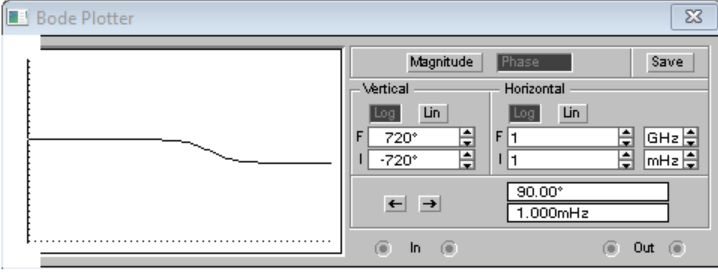 Bode Plotter
Magnitude Phase Save
Vertical Horizontal
Log Lin Log Lin
F 720° F 1 GHz
I -720° I 1 mHz
← → 90.00°
1.000mHz
In Out